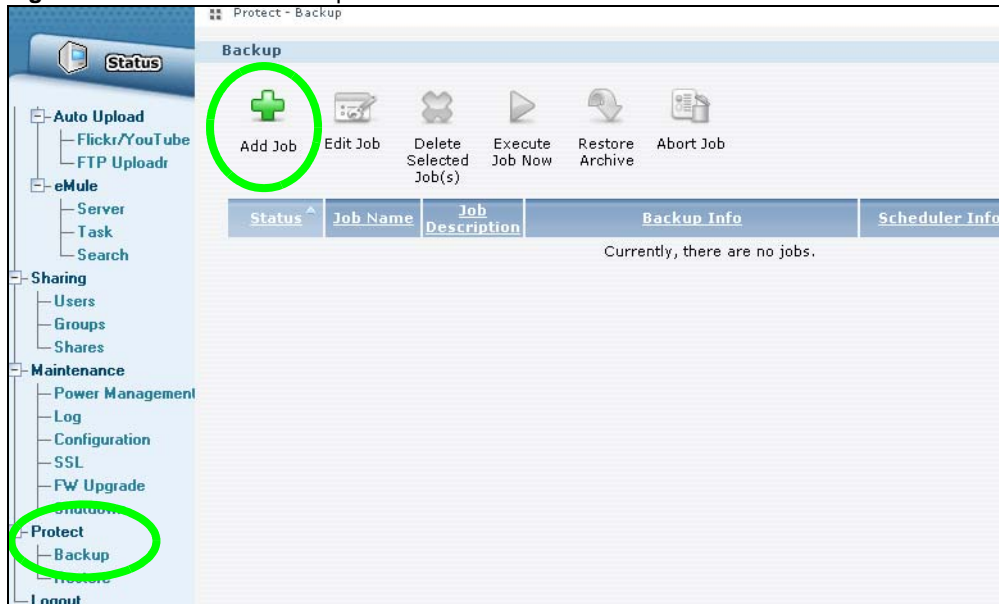 Protect - Backup
Status
Backup
Add Job
Edit Job
Delete Selected Job(s)
Execute Job Now
Restore Archive
Abort Job
Status
Job Name
Job Description
Backup Info
Scheduler Info
Currently, there are no jobs.
Auto Upload
Flickr/YouTube
FTP Uploadr
eMule
Server
Task
Search
Sharing
Users
Groups
Shares
Maintenance
Power Management
Log
Configuration
SSL
FW Upgrade
Shutdown
Protect
Backup
Restore
Logout